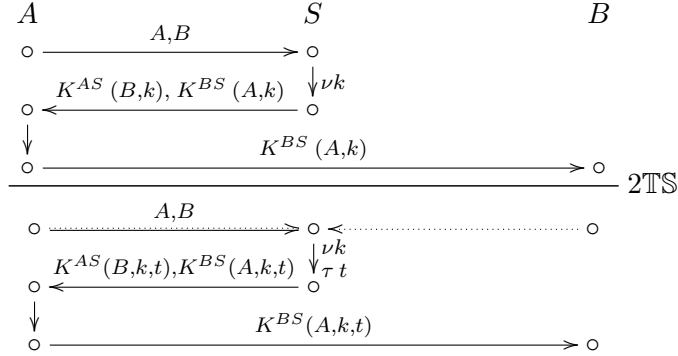 A S B
A,B
νk
K^{AS} (B,k), K^{BS} (A,k)
K^{BS} (A,k)
2𝕋𝕊
A,B
νk
τ t
K^{AS}(B,k,t),K^{BS}(A,k,t)
K^{BS}(A,k,t)